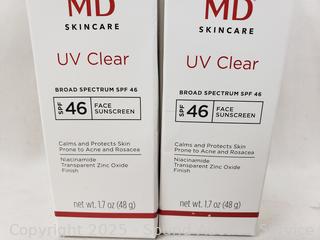 MD
SKINCARE
UV Clear
BROAD SPECTRUM SPF 46
SPF 46 FACE
SUNSCREEN
Calms and Protects Skin
Prone to Acne and Rosacea
Niacinamide
Transparent Zinc Oxide
Finish
net wt. 1.7 oz (48 g)
MD
SKINCARE
UV Clear
BROAD SPECTRUM SPF 46
SPF 46 FACE
SUNSCREEN
Calms and Protects Skin
Prone to Acne and Rosacea
Niacinamide
Transparent Zinc Oxide
Finish
net wt. 1.7 oz (48 g)
Copyright 2025 -